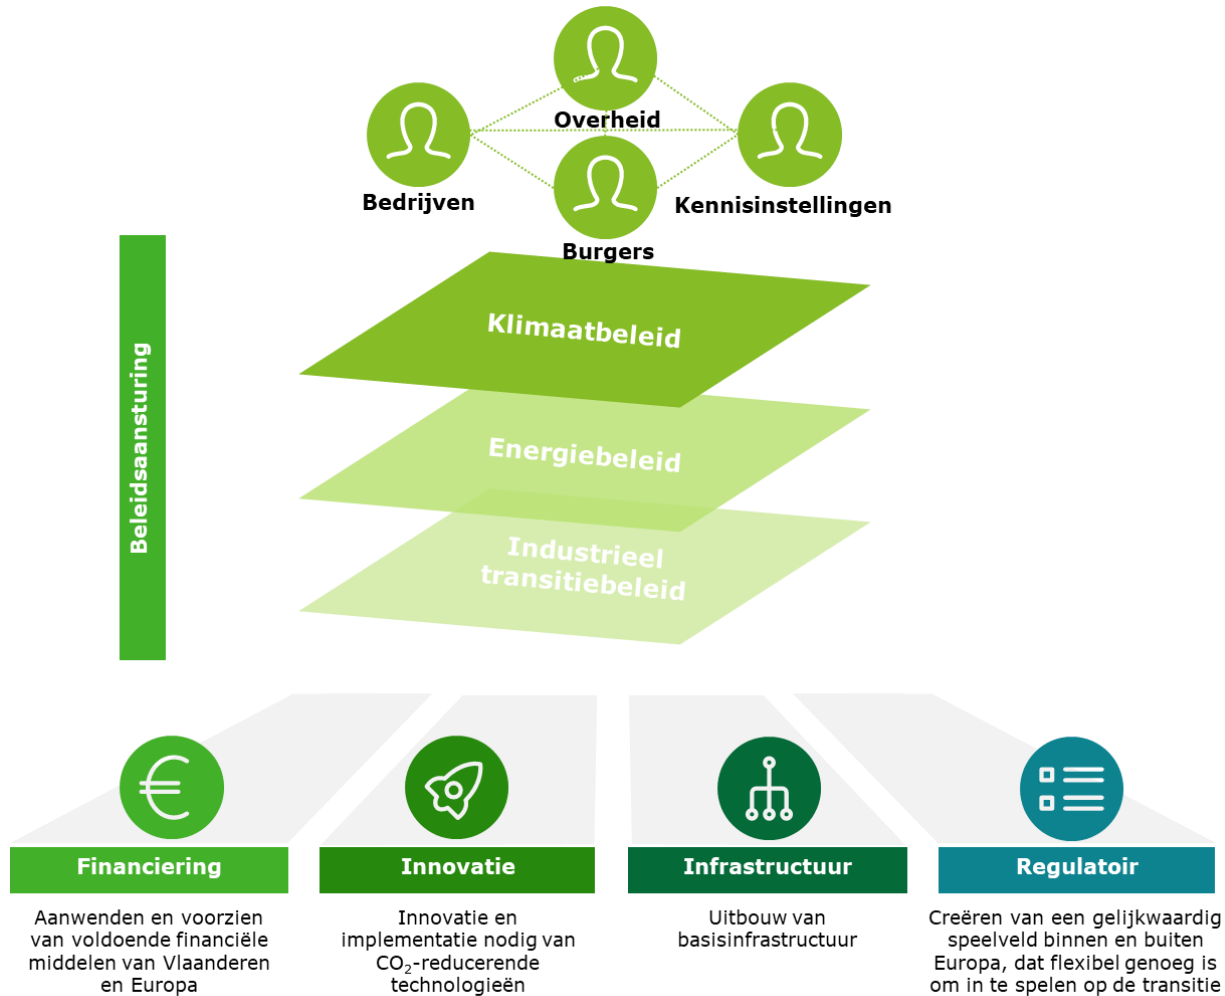 Overheid
Bedrijven
Kennisinstellingen
Burgers
Beleidsaansturing
Klimaatbeleid
Energiebeleid
Industrieel
transitiebeleid
Financiering
Aanwenden en voorzien
van voldoende financiële
middelen van Vlaanderen
en Europa
Innovatie
Innovatie en
implementatie nodig van
CO₂-reducerende
technologieën
Infrastructuur
Uitbouw van
basisinfrastructuur
Regulatoir
Creëren van een gelijkwaardig
speelveld binnen en buiten
Europa, dat flexibel genoeg is
om in te spelen op de transitie